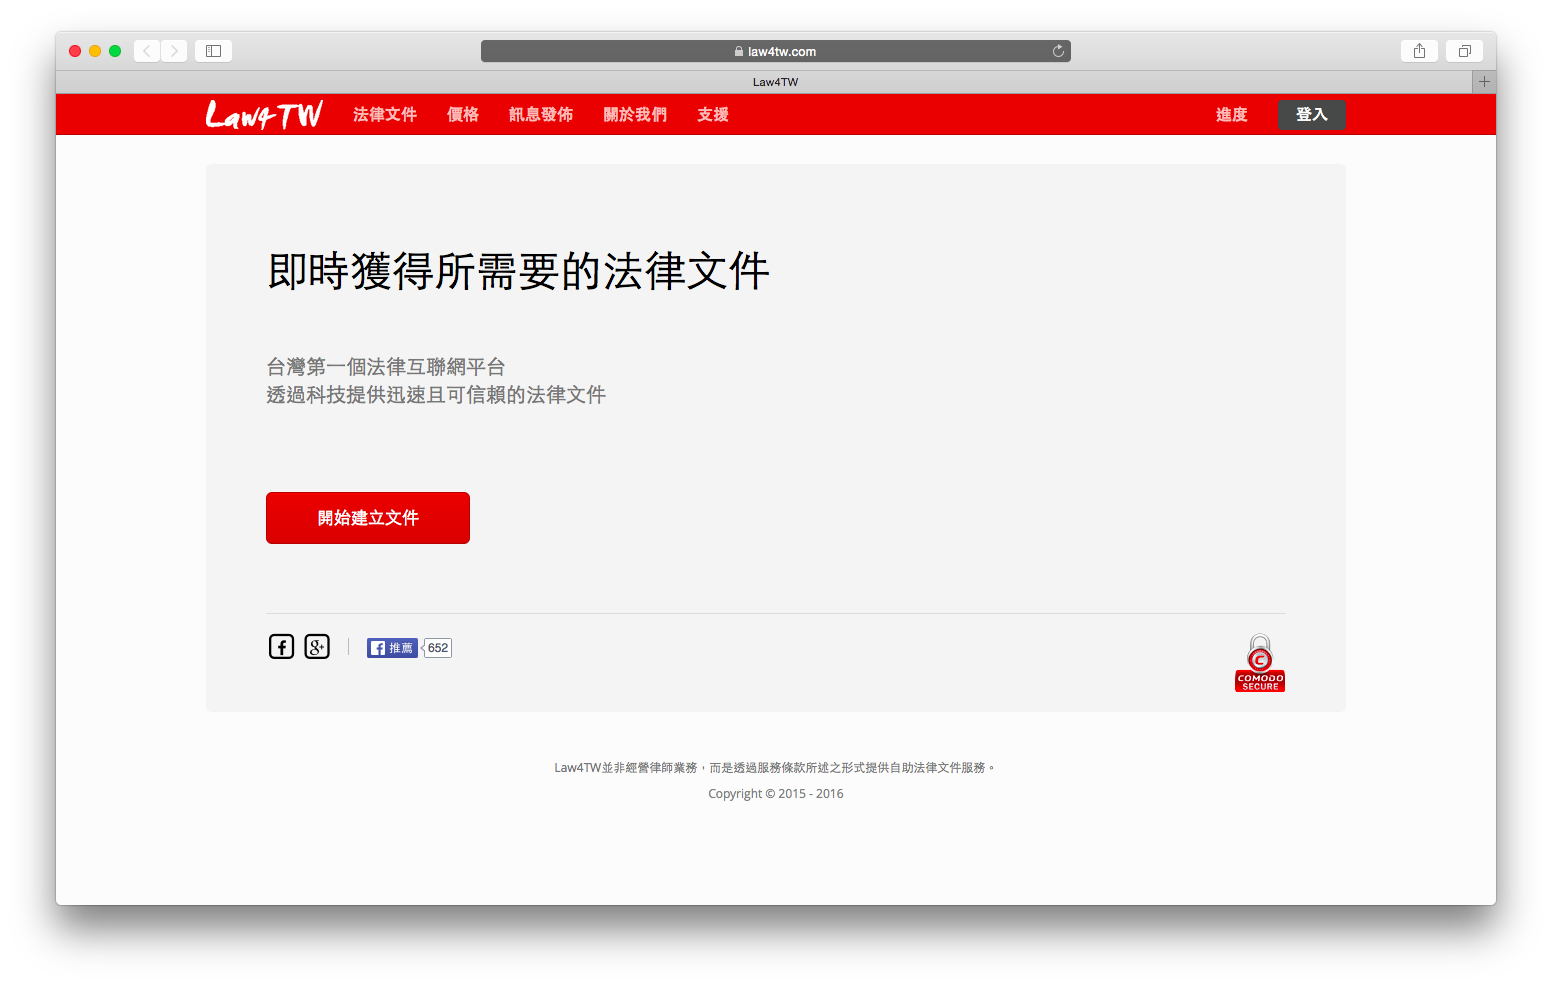 law4tw.com
Law4TW
Law4TW 法律文件 價格 訊息發佈 關於我們 支援 進度 登入
即時獲得所需要的法律文件
台灣第一個法律互聯網平台
透過科技提供迅速且可信賴的法律文件
開始建立文件
f g+ f 推薦 652
C
COMODO
SECURE
Law4TW並非經營律師業務，而是透過服務條款所述之形式提供自助法律文件服務。
Copyright © 2015 - 2016